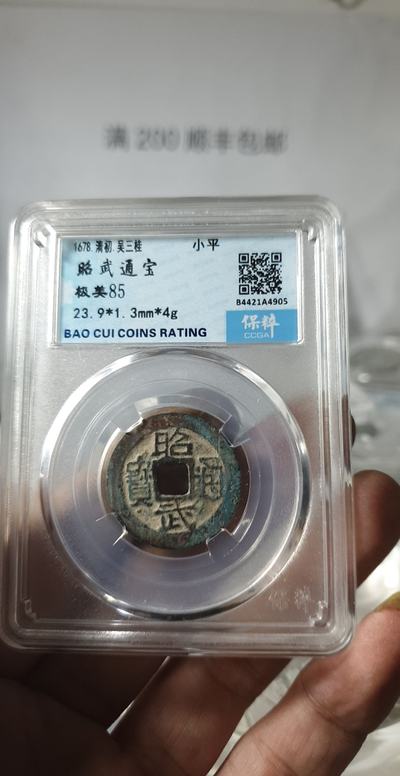 满 200 顺丰包邮
1678.清初.吴三桂 小平
昭武通宝
极美85
23.9*1.3mm*4g
B4421A4905
保粹
CCGA
BAO CUI COINS RATING
昭武通寶
保粹